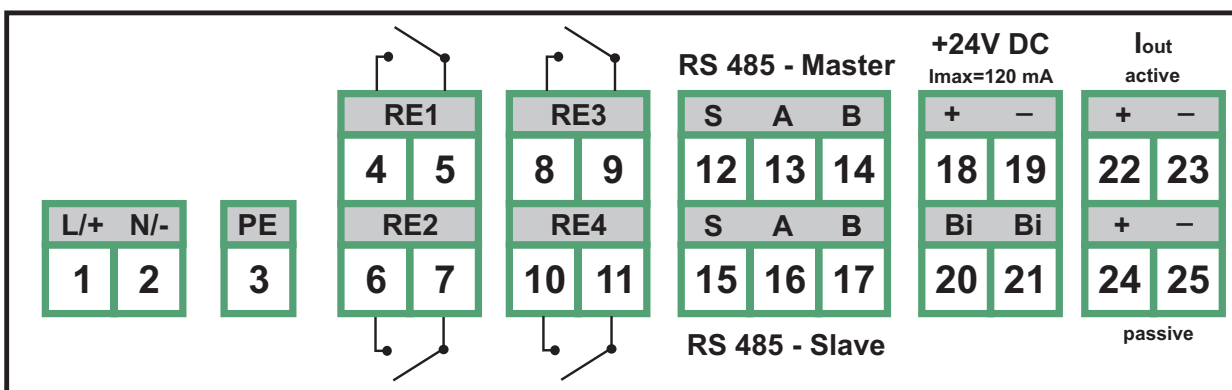 +24V DC Iout
RS 485 - Master Imax=120 mA active
RE1 RE3 S A B + – + –
4 5 8 9 12 13 14 18 19 22 23
L/+ N/- PE RE2 RE4 S A B Bi Bi + –
1 2 3 6 7 10 11 15 16 17 20 21 24 25
RS 485 - Slave passive